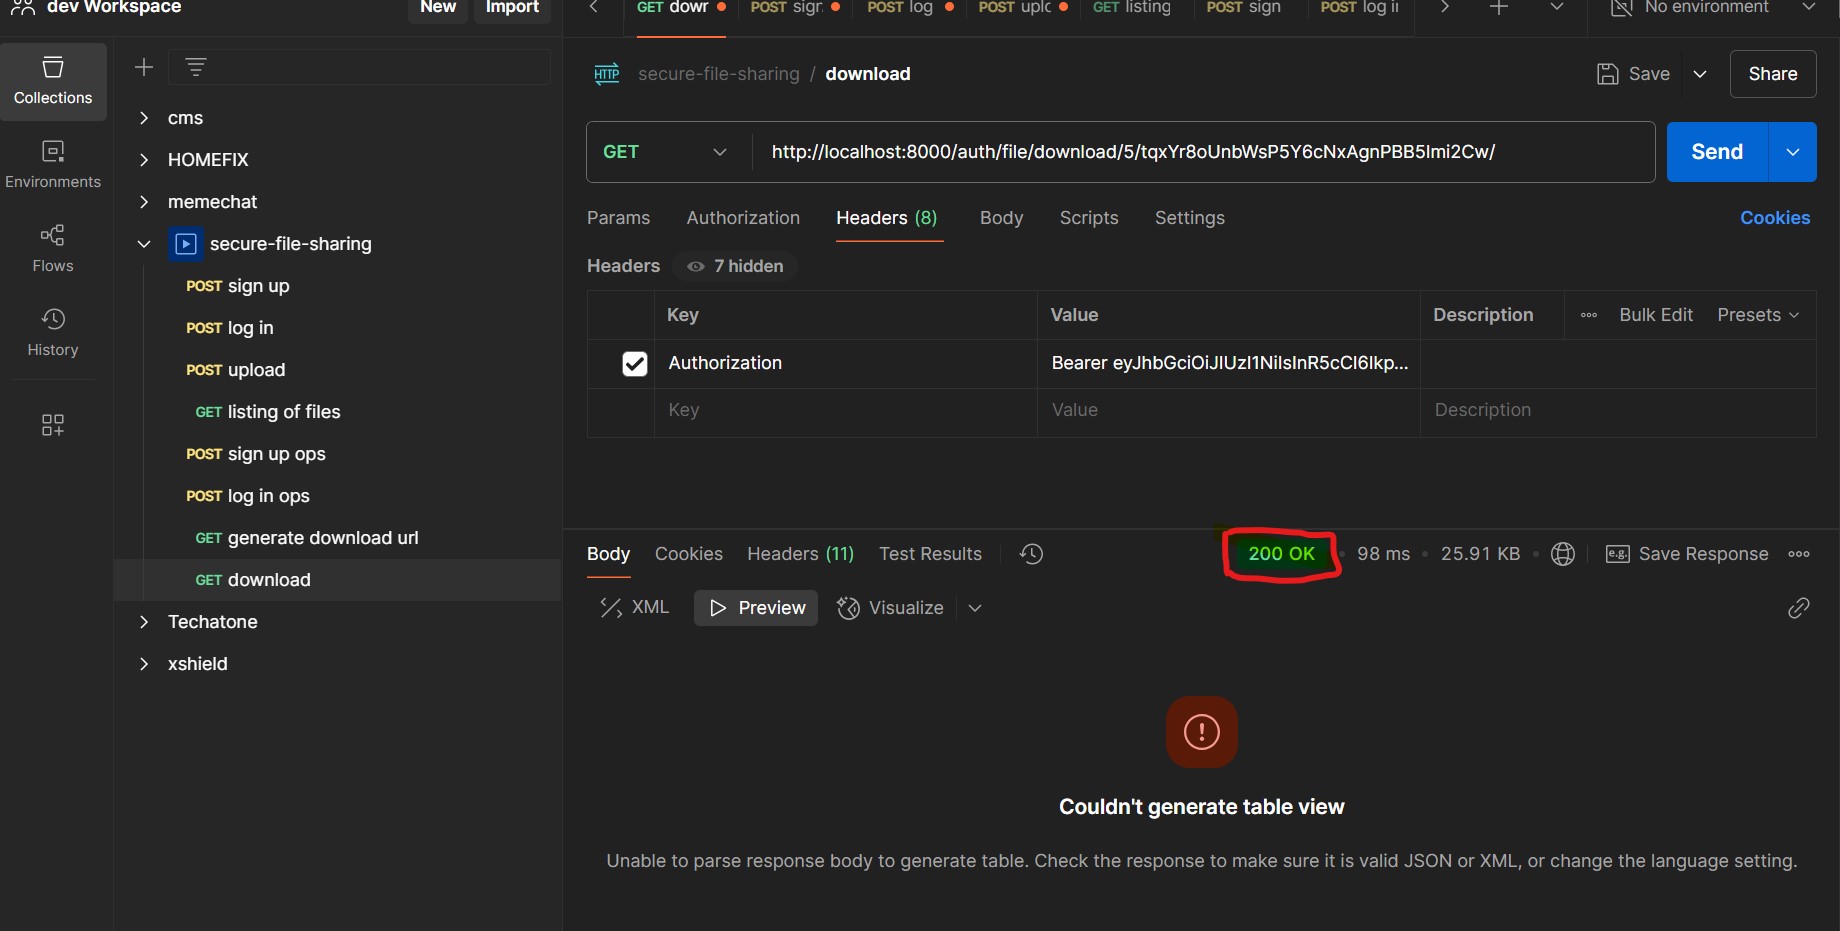 dev Workspace
New
Import
GET dowr
POST sigr
POST log
POST uplc
GET listing
POST sign
POST log i
No environment
Collections
Environments
Flows
History
cms
HOMEFIX
memechat
secure-file-sharing
POST sign up
POST log in
POST upload
GET listing of files
POST sign up ops
POST log in ops
GET generate download url
GET download
Techatone
xshield
HTTP secure-file-sharing / download
Save
Share
GET
http://localhost:8000/auth/file/download/5/tqxYr8oUnbWsP5Y6cNxAgnPBB5lmi2Cw/
Send
Params Authorization Headers (8) Body Scripts Settings
Cookies
Headers 7 hidden
Key Value Description Bulk Edit Presets
Authorization Bearer eyJhbGciOiJIUzI1NiIsInR5cCI6Ikp...
Key Value Description
Body Cookies Headers (11) Test Results
200 OK • 98 ms • 25.91 KB • e.g. Save Response
XML Preview Visualize
Couldn't generate table view
Unable to parse response body to generate table. Check the response to make sure it is valid JSON or XML, or change the language setting.